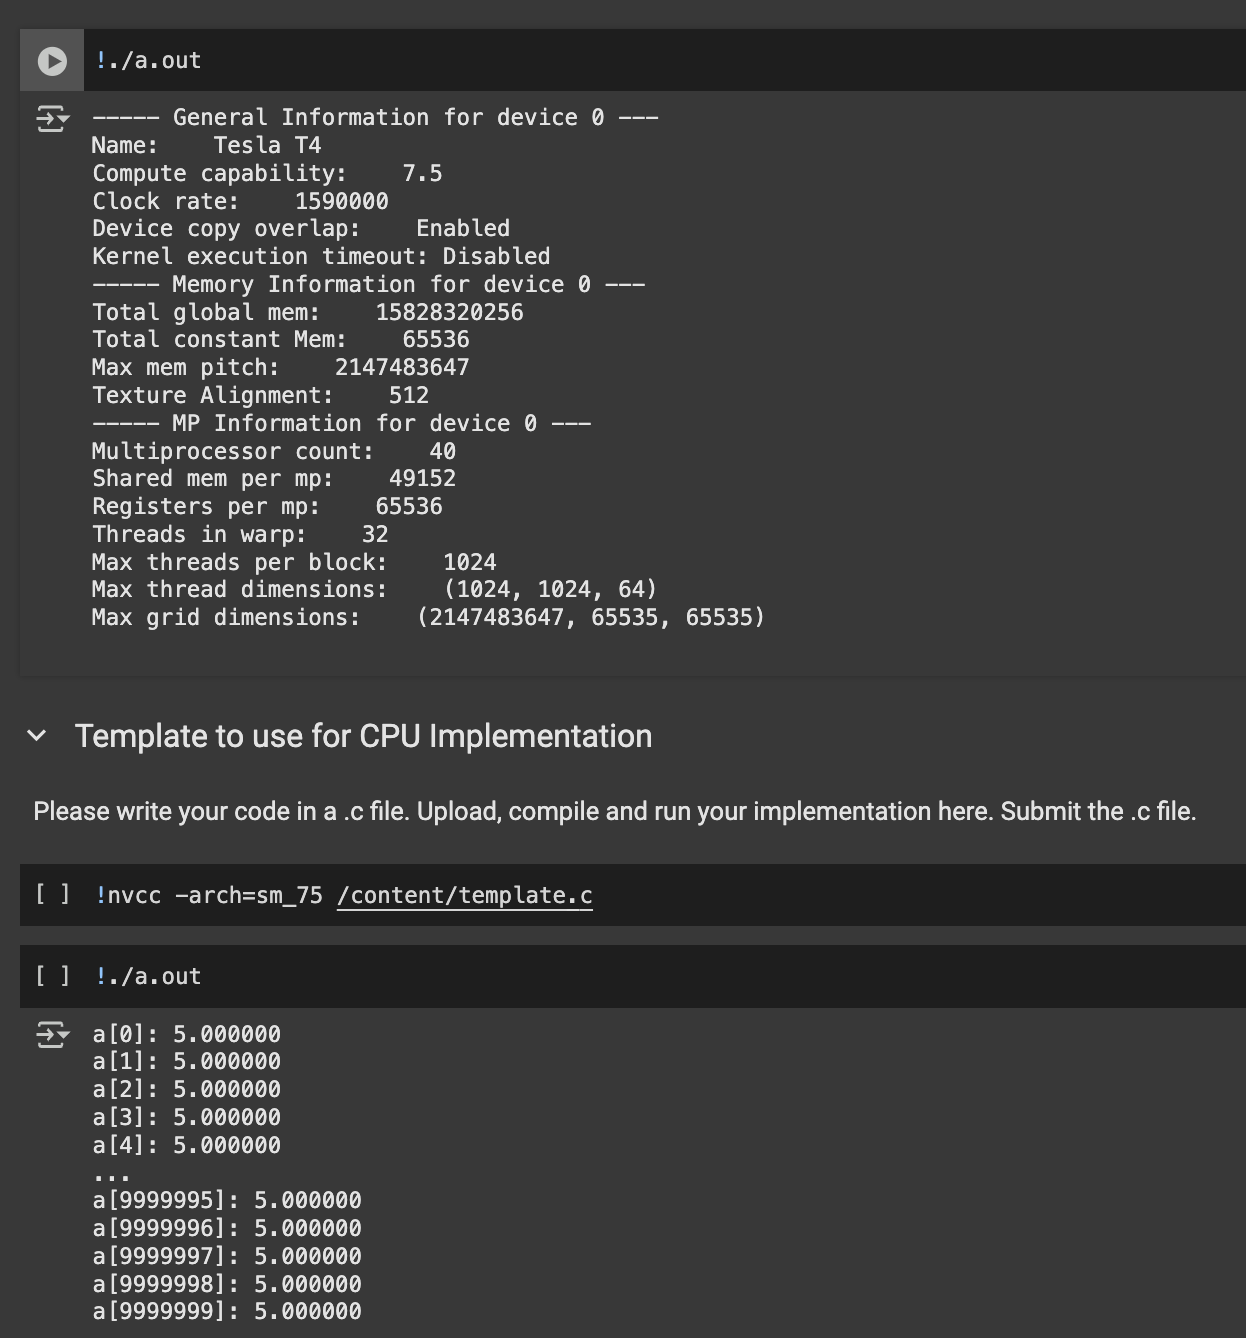 !./a.out
----- General Information for device 0 ---
Name:    Tesla T4
Compute capability:    7.5
Clock rate:    1590000
Device copy overlap:    Enabled
Kernel execution timeout: Disabled
----- Memory Information for device 0 ---
Total global mem:    15828320256
Total constant Mem:    65536
Max mem pitch:    2147483647
Texture Alignment:    512
----- MP Information for device 0 ---
Multiprocessor count:    40
Shared mem per mp:    49152
Registers per mp:    65536
Threads in warp:    32
Max threads per block:    1024
Max thread dimensions:    (1024, 1024, 64)
Max grid dimensions:    (2147483647, 65535, 65535)
Template to use for CPU Implementation
Please write your code in a .c file. Upload, compile and run your implementation here. Submit the .c file.
[ ] !nvcc -arch=sm_75 /content/template.c
[ ] !./a.out
a[0]: 5.000000
a[1]: 5.000000
a[2]: 5.000000
a[3]: 5.000000
a[4]: 5.000000
...
a[9999995]: 5.000000
a[9999996]: 5.000000
a[9999997]: 5.000000
a[9999998]: 5.000000
a[9999999]: 5.000000